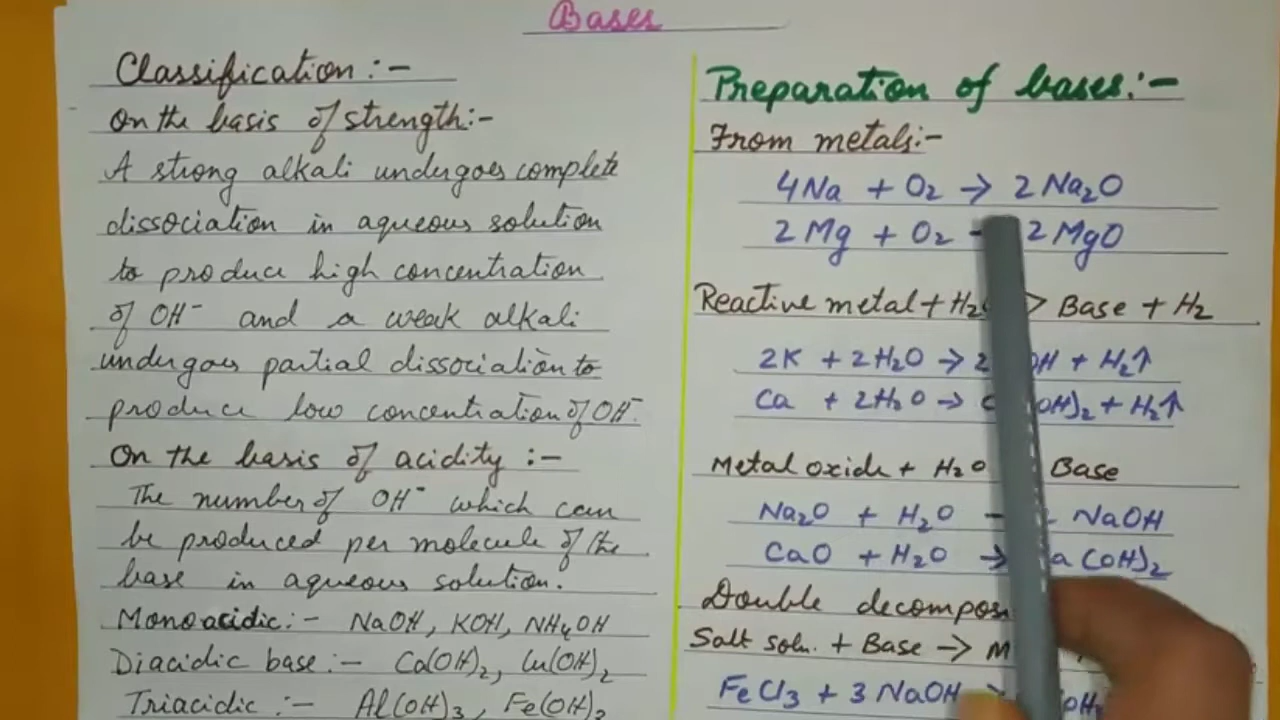 Bases
Classification :-
On the basis of strength:-
A strong alkali undergoes complete
dissociation in aqueous solution
to produce high concentration
of OH⁻ and a weak alkali
undergoes partial dissociation to
produce low concentration of OH⁻.
On the basis of acidity :-
The number of OH⁻ which can
be produced per molecule of the
base in aqueous solution.
Monoacidic :- NaOH, KOH, NH₄OH
Diacidic base :- Ca(OH)₂, Cu(OH)₂
Triacidic :- Al(OH)₃, Fe(OH)₂
Preparation of bases:-
From metals:-
4Na + O₂ → 2Na₂O
2Mg + O₂ - 2MgO
Reactive metal + H₂ > Base + H₂
2K + 2H₂O → 2 OH + H₂↑
Ca + 2H₂O → OH)₂ + H₂↑
Metal oxide + H₂O Base
Na₂O + H₂O - NaOH
CaO + H₂O → a(OH)₂
Double decompos
Salt soln. + Base → M
FeCl₃ + 3NaOH